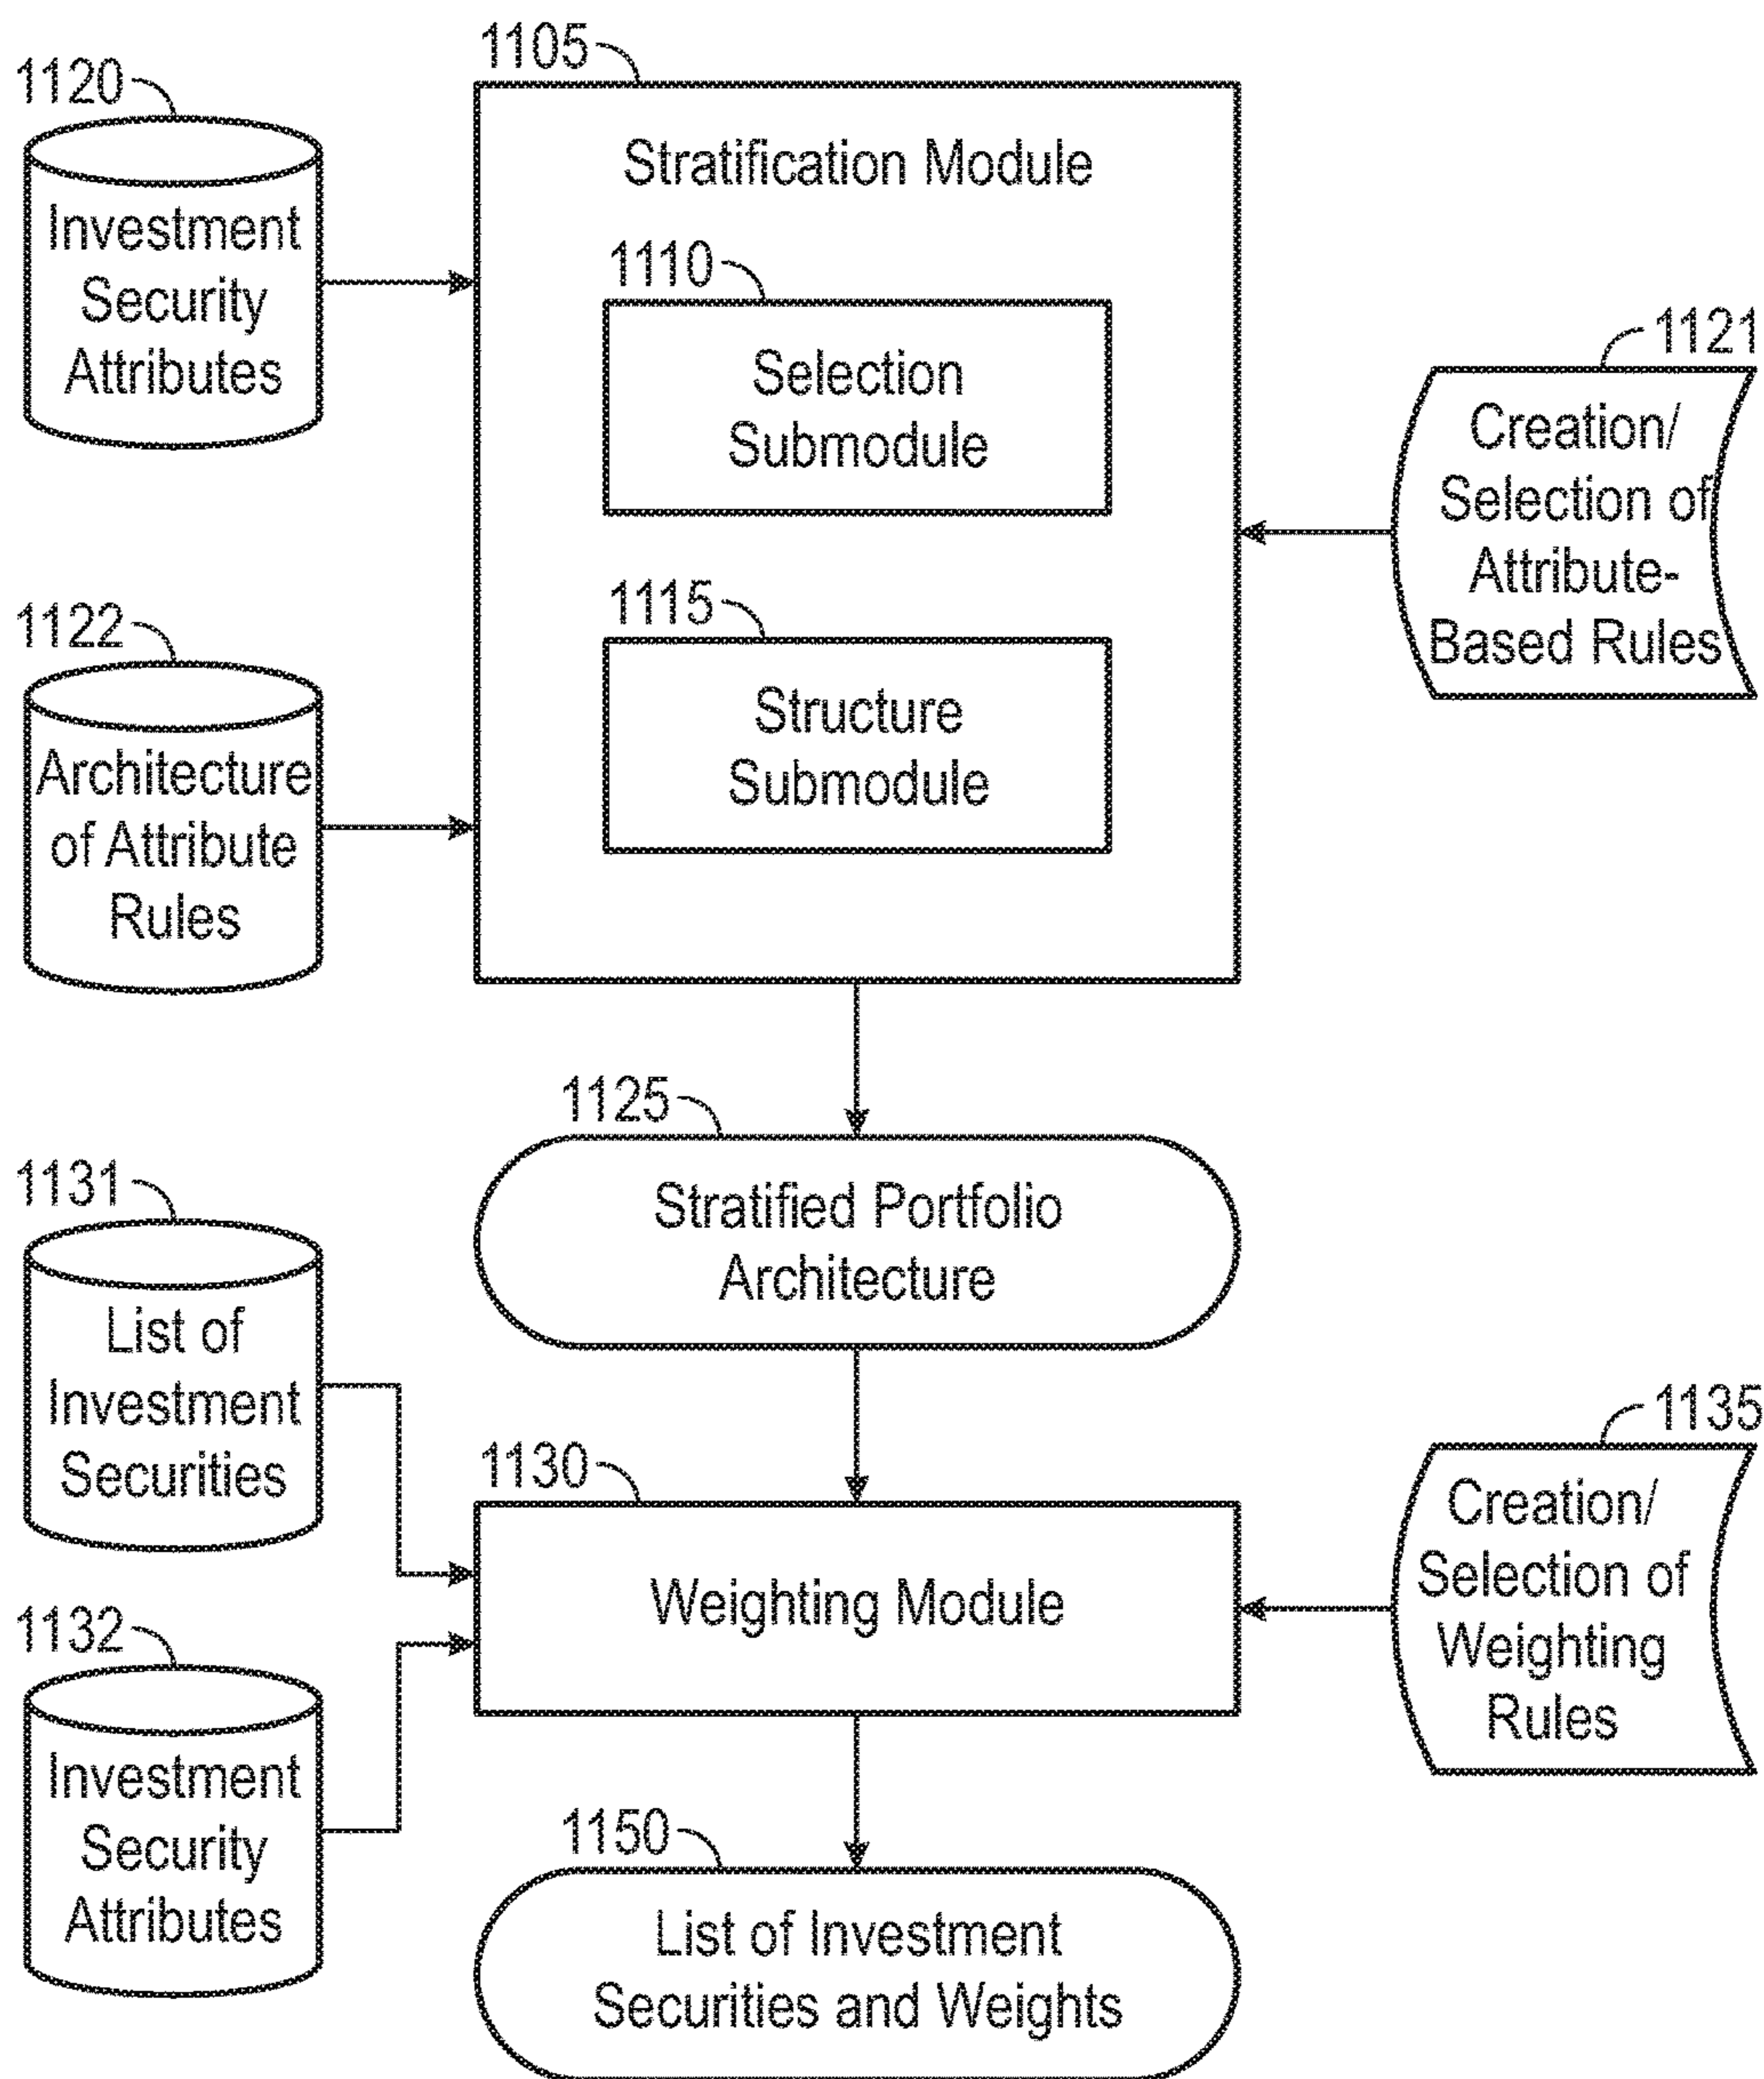 1105
1120
Stratification Module
Investment
Security
Attributes
1110
Selection
Submodule
1121
Creation/
Selection of
Attribute-
Based Rules
1115
Structure
Submodule
1122
Architecture
of Attribute
Rules
1125
Stratified Portfolio
Architecture
1131
List of
Investment
Securities
1130
Weighting Module
1135
Creation/
Selection of
Weighting
Rules
1132
Investment
Security
Attributes
1150
List of Investment
Securities and Weights